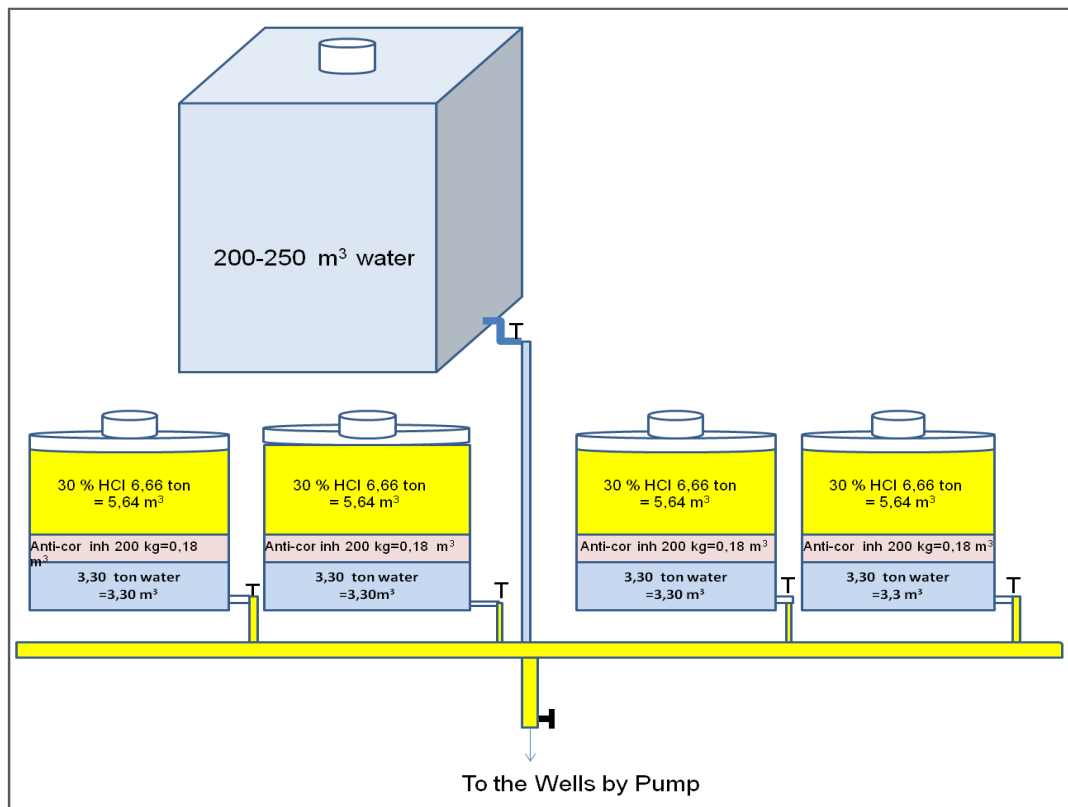 200-250 m³ water
T
30 % HCl 6,66 ton
= 5,64 m³
Anti-cor inh 200 kg=0,18
m³
3,30 ton water
=3,30 m³
T
30 % HCl 6,66 ton
= 5,64 m³
Anti-cor inh 200 kg=0,18 m³
3,30 ton water
=3,30m³
T
30 % HCl 6,66 ton
= 5,64 m³
Anti-cor inh 200 kg=0,18 m³
3,30 ton water
=3,30 m³
T
30 % HCl 6,66 ton
= 5,64 m³
Anti-cor inh 200 kg=0,18 m³
3,30 ton water
=3,3 m³
T
To the Wells by Pump